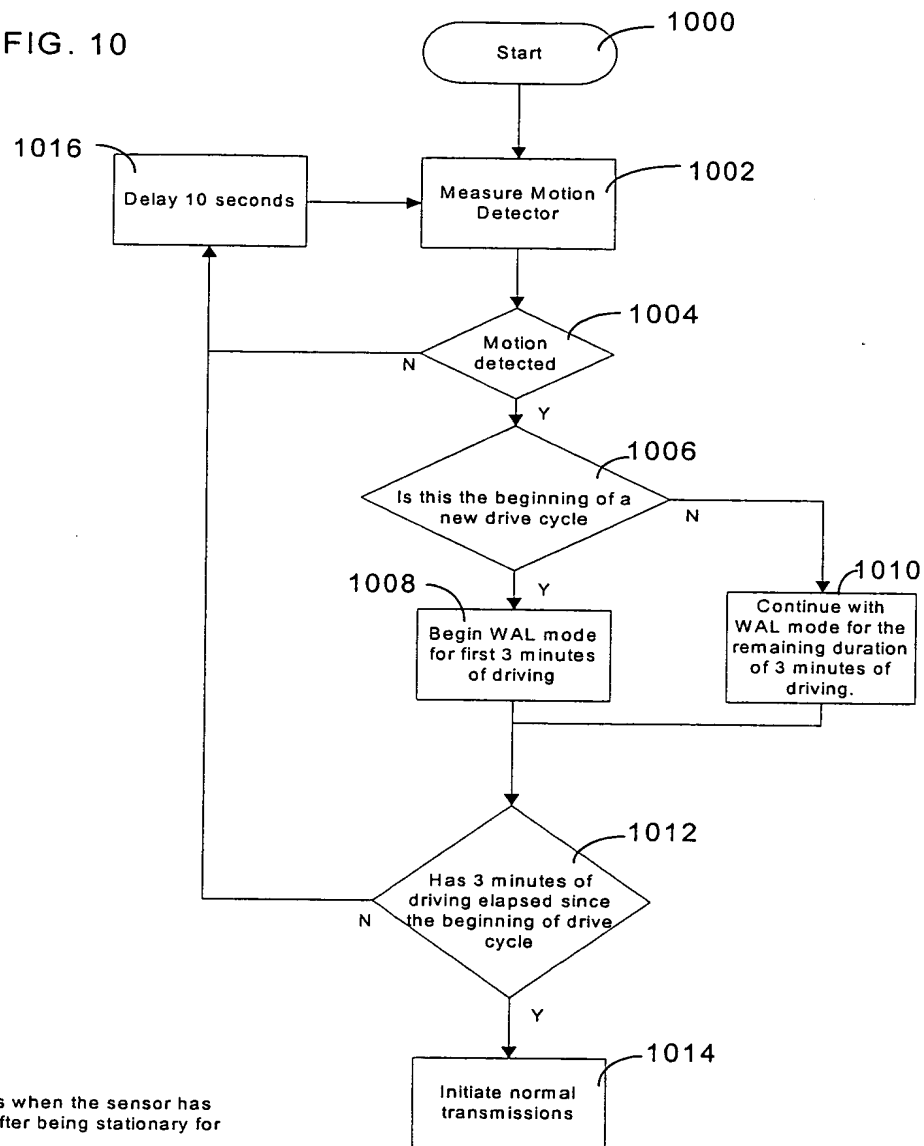 FIG. 10
1000
Start
1016
Delay 10 seconds
1002
Measure Motion
Detector
1004
Motion
detected
N
Y
1006
Is this the beginning of a
new drive cycle
N
Y
1008
Begin WAL mode
for first 3 minutes
of driving
1010
Continue with
WAL mode for the
remaining duration
of 3 minutes of
driving.
1012
Has 3 minutes of
driving elapsed since
the beginning of drive
cycle
N
Y
1014
Initiate normal
transmissions
when the sensor has
after being stationary for